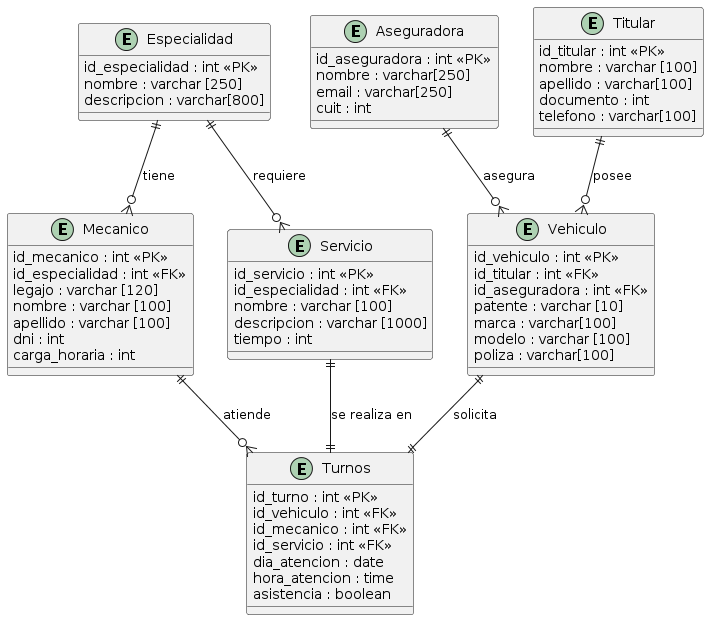 E Especialidad
id_especialidad : int «PK»
nombre : varchar [250]
descripcion : varchar[800]
E Aseguradora
id_aseguradora : int «PK»
nombre : varchar[250]
email : varchar[250]
cuit : int
E Titular
id_titular : int «PK»
nombre : varchar [100]
apellido : varchar[100]
documento : int
telefono : varchar[100]
tiene
requiere
asegura
posee
E Mecanico
id_mecanico : int «PK»
id_especialidad : int «FK»
legajo : varchar [120]
nombre : varchar [100]
apellido : varchar [100]
dni : int
carga_horaria : int
E Servicio
id_servicio : int «PK»
id_especialidad : int «FK»
nombre : varchar [100]
descripcion : varchar [1000]
tiempo : int
E Vehiculo
id_vehiculo : int «PK»
id_titular : int «FK»
id_aseguradora : int «FK»
patente : varchar [10]
marca : varchar[100]
modelo : varchar [100]
poliza : varchar[100]
atiende
se realiza en
solicita
E Turnos
id_turno : int «PK»
id_vehiculo : int «FK»
id_mecanico : int «FK»
id_servicio : int «FK»
dia_atencion : date
hora_atencion : time
asistencia : boolean